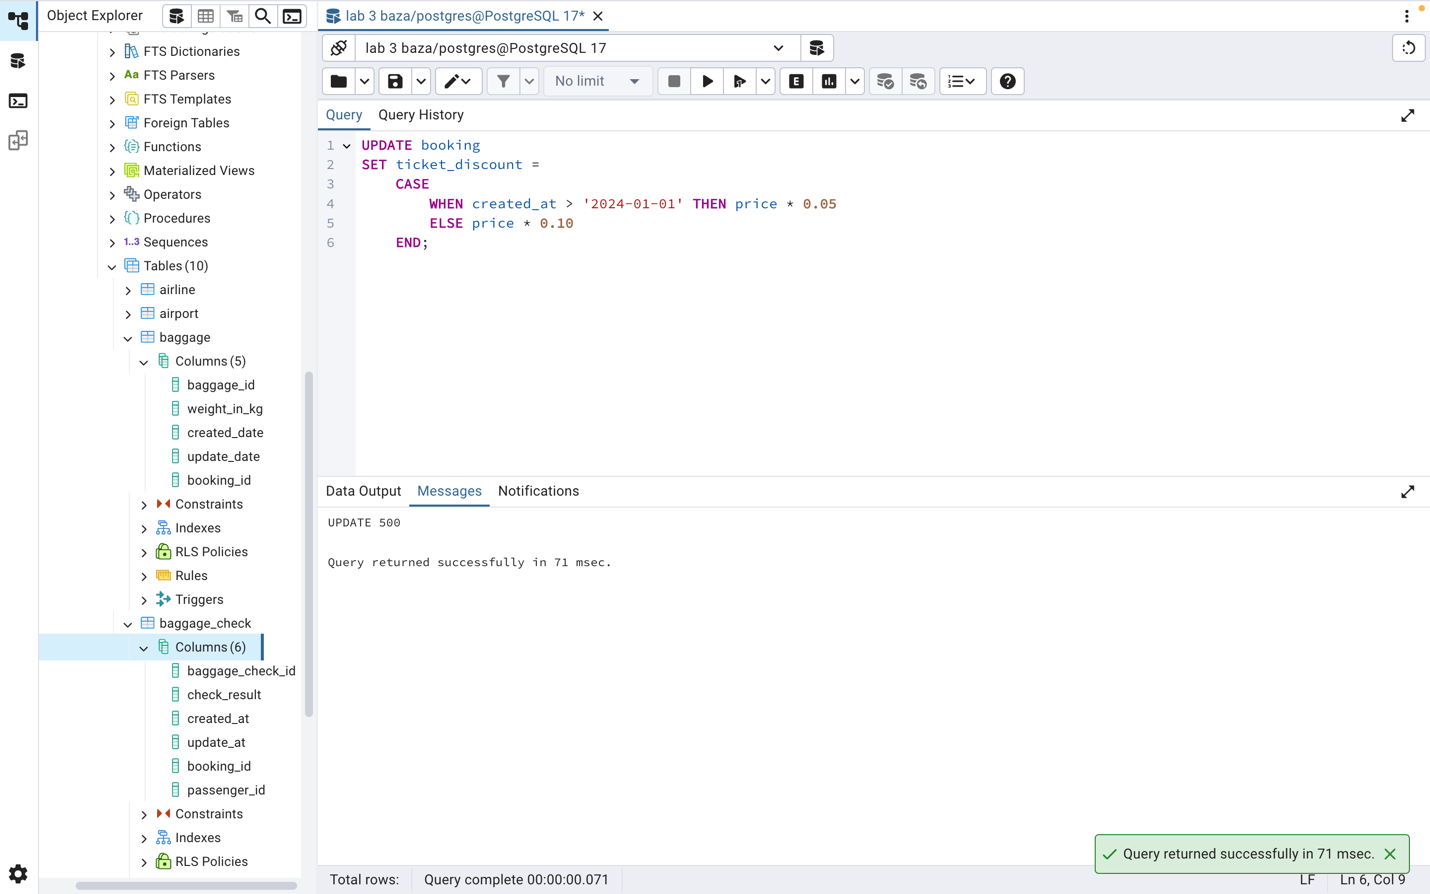 Object Explorer
lab 3 baza/postgres@PostgreSQL 17*
lab 3 baza/postgres@PostgreSQL 17
No limit
E
Query
Query History
FTS Dictionaries
Aa FTS Parsers
FTS Templates
Foreign Tables
Functions
Materialized Views
Operators
Procedures
1..3 Sequences
Tables (10)
airline
airport
baggage
Columns (5)
baggage_id
weight_in_kg
created_date
update_date
booking_id
Constraints
Indexes
RLS Policies
Rules
Triggers
baggage_check
Columns (6)
baggage_check_id
check_result
created_at
update_at
booking_id
passenger_id
Constraints
Indexes
RLS Policies
1 UPDATE booking
2 SET ticket_discount =
3 CASE
4 WHEN created_at > '2024-01-01' THEN price * 0.05
5 ELSE price * 0.10
6 END;
Data Output
Messages
Notifications
UPDATE 500
Query returned successfully in 71 msec.
Query returned successfully in 71 msec.
Total rows:
Query complete 00:00:00.071
LF
Ln 6, Col 9